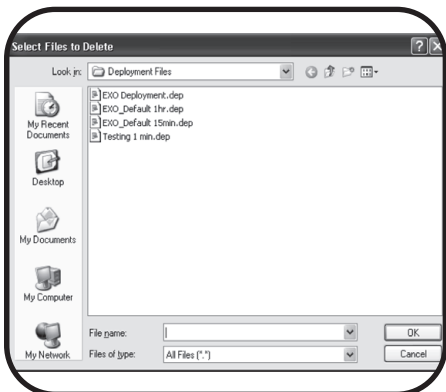 Select Files to Delete
Look in:
Deployment Files
EXO Deployment.dep
EXO_Default 1hr.dep
EXO_Default 15min.dep
Testing 1 min.dep
My Recent
Documents
Desktop
My Documents
My Computer
My Network
File name:
OK
Files of type:
All Files (*.*)
Cancel